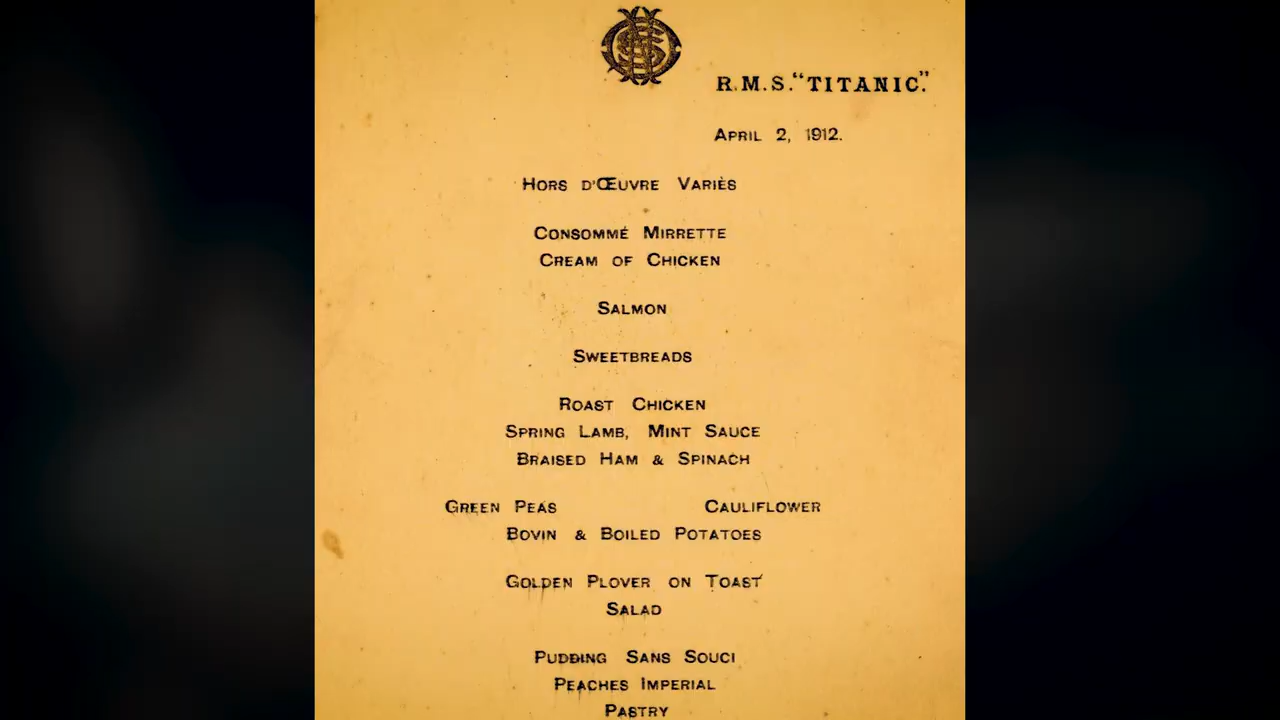 R.M.S. "TITANIC."
APRIL 2, 1912.
HORS D'ŒUVRE VARIÈS
CONSOMMÉ MIRRETTE
CREAM OF CHICKEN
SALMON
SWEETBREADS
ROAST CHICKEN
SPRING LAMB, MINT SAUCE
BRAISED HAM & SPINACH
GREEN PEAS CAULIFLOWER
BOVIN & BOILED POTATOES
GOLDEN PLOVER ON TOAST
SALAD
PUDDING SANS SOUCI
PEACHES IMPERIAL
PASTRY